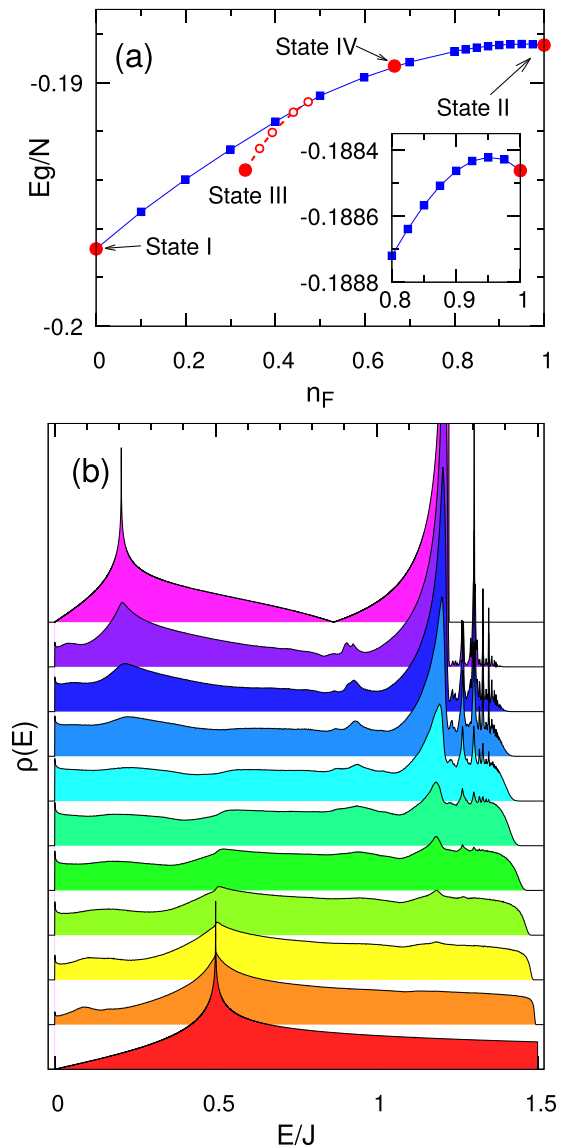 (a)
State IV
-0.19
State II
Eg/N
-0.1884
State III
-0.1886
State I
-0.1888
0.8
0.9
1
-0.2
0
0.2
0.4
0.6
0.8
1
n_F
(b)
ρ(E)
0
0.5
1
1.5
E/J